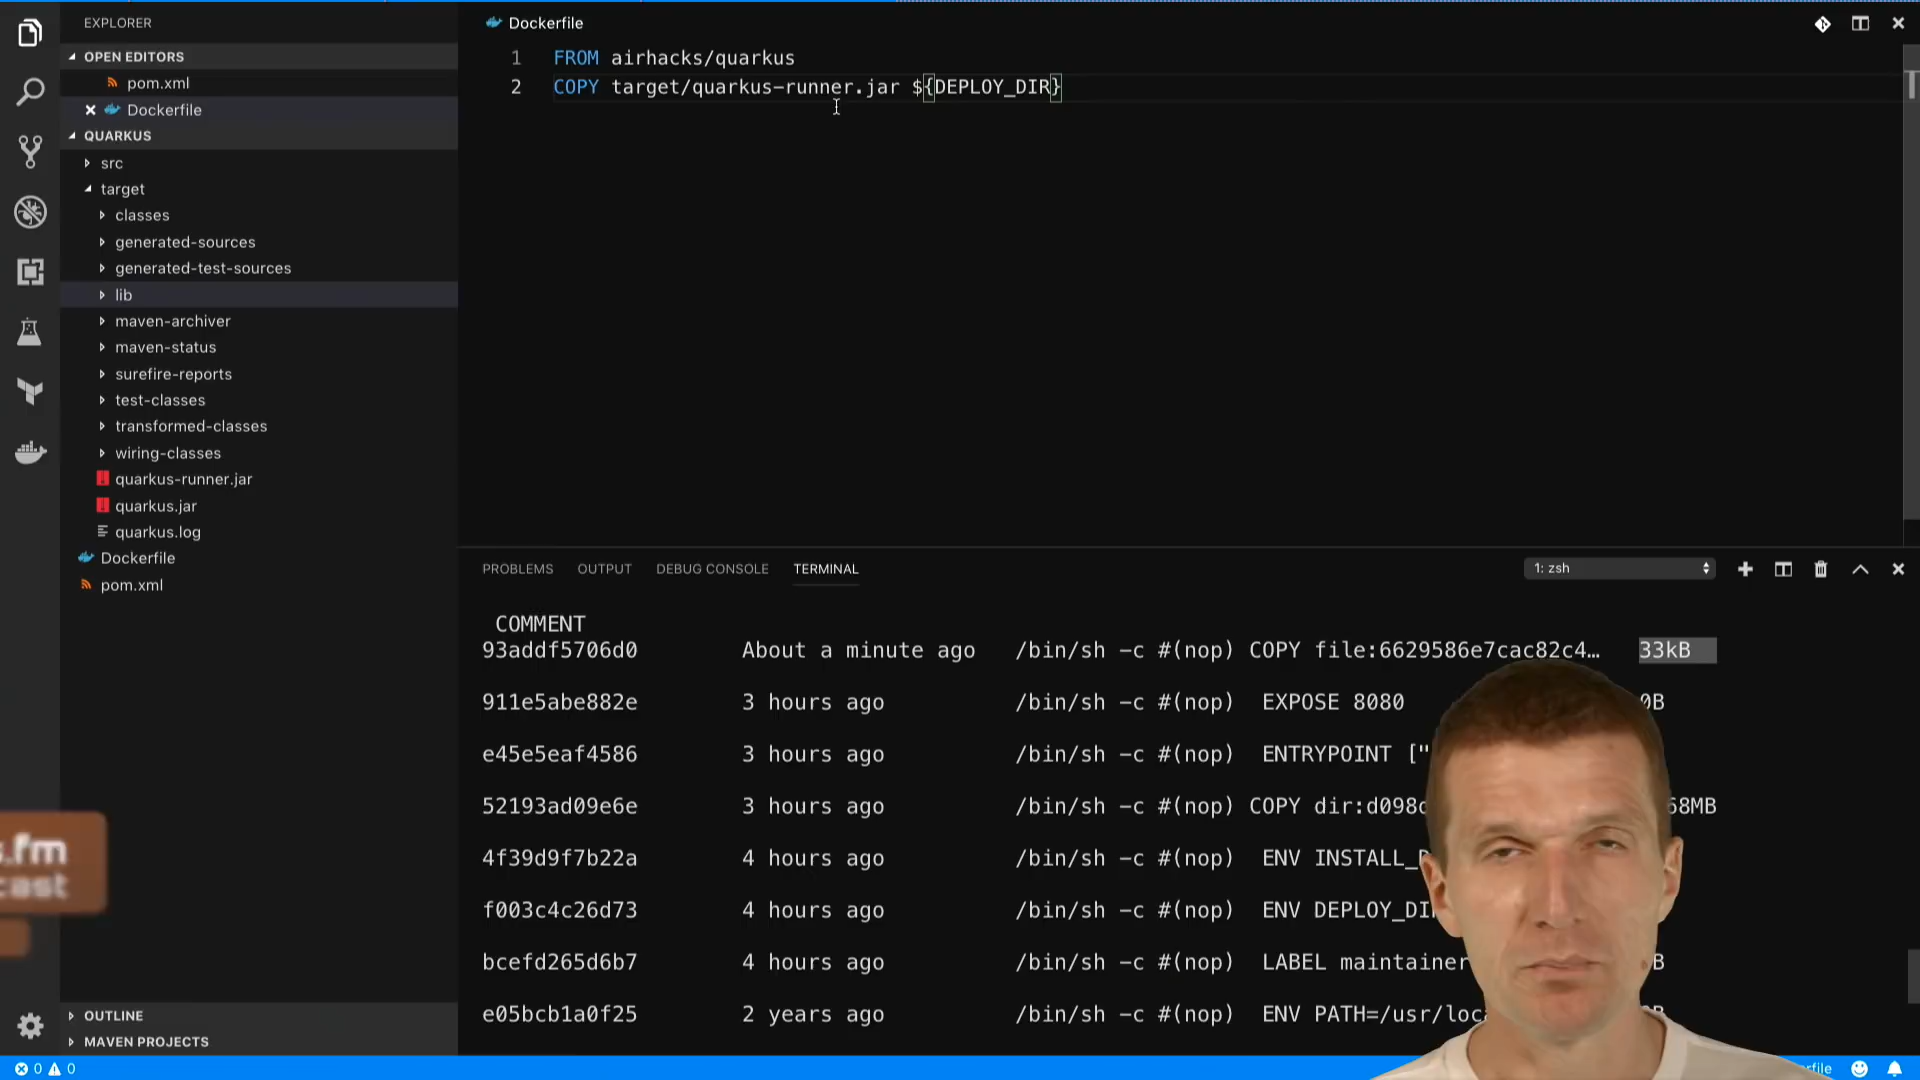 EXPLORER
OPEN EDITORS
pom.xml
Dockerfile
QUARKUS
src
target
classes
generated-sources
generated-test-sources
lib
maven-archiver
maven-status
surefire-reports
test-classes
transformed-classes
wiring-classes
quarkus-runner.jar
quarkus.jar
quarkus.log
Dockerfile
pom.xml
OUTLINE
MAVEN PROJECTS
0 0
Dockerfile
1 FROM airhacks/quarkus
2 COPY target/quarkus-runner.jar ${DEPLOY_DIR}
PROBLEMS OUTPUT DEBUG CONSOLE TERMINAL 1: zsh
COMMENT
93addf5706d0 About a minute ago /bin/sh -c #(nop) COPY file:6629586e7cac82c4… 33kB
911e5abe882e 3 hours ago /bin/sh -c #(nop) EXPOSE 8080 0B
e45e5eaf4586 3 hours ago /bin/sh -c #(nop) ENTRYPOINT ["
52193ad09e6e 3 hours ago /bin/sh -c #(nop) COPY dir:d098 68MB
4f39d9f7b22a 4 hours ago /bin/sh -c #(nop) ENV INSTALL_
f003c4c26d73 4 hours ago /bin/sh -c #(nop) ENV DEPLOY_DI
bcefd265d6b7 4 hours ago /bin/sh -c #(nop) LABEL maintainer B
e05bcb1a0f25 2 years ago /bin/sh -c #(nop) ENV PATH=/usr/loc
s.fm
cast
rfile